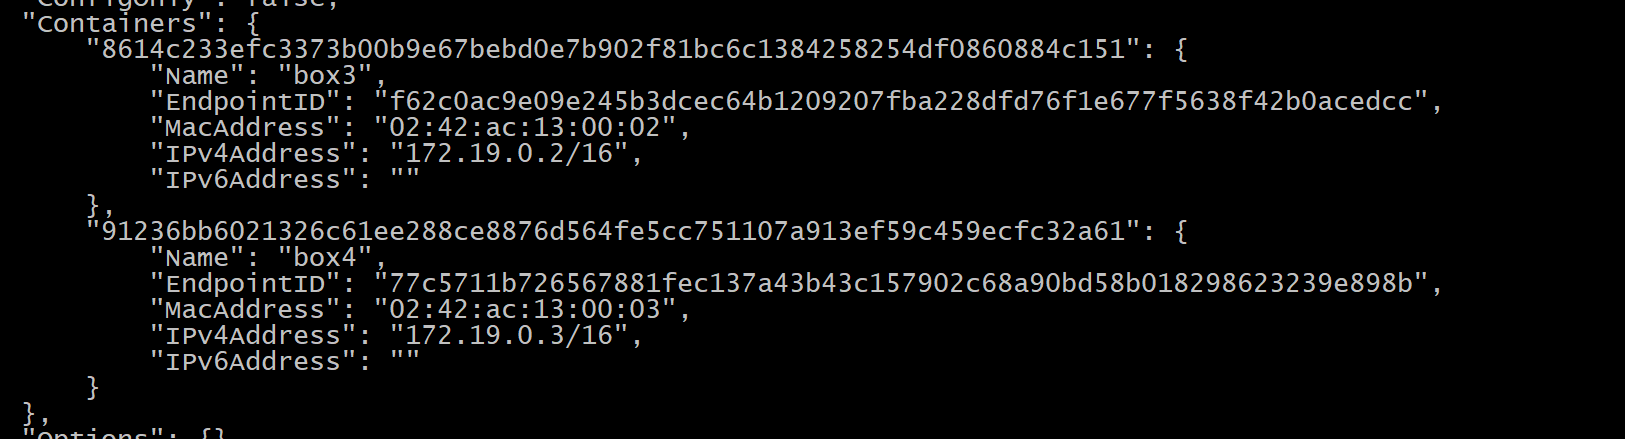 "ConfigOnly": false,
"Containers": {
"8614c233efc3373b00b9e67bebd0e7b902f81bc6c1384258254df0860884c151": {
"Name": "box3",
"EndpointID": "f62c0ac9e09e245b3dcec64b1209207fba228dfd76f1e677f5638f42b0acedcc",
"MacAddress": "02:42:ac:13:00:02",
"IPv4Address": "172.19.0.2/16",
"IPv6Address": ""
},
"91236bb6021326c61ee288ce8876d564fe5cc751107a913ef59c459ecfc32a61": {
"Name": "box4",
"EndpointID": "77c5711b726567881fec137a43b43c157902c68a90bd58b018298623239e898b",
"MacAddress": "02:42:ac:13:00:03",
"IPv4Address": "172.19.0.3/16",
"IPv6Address": ""
}
},
"Options": {}